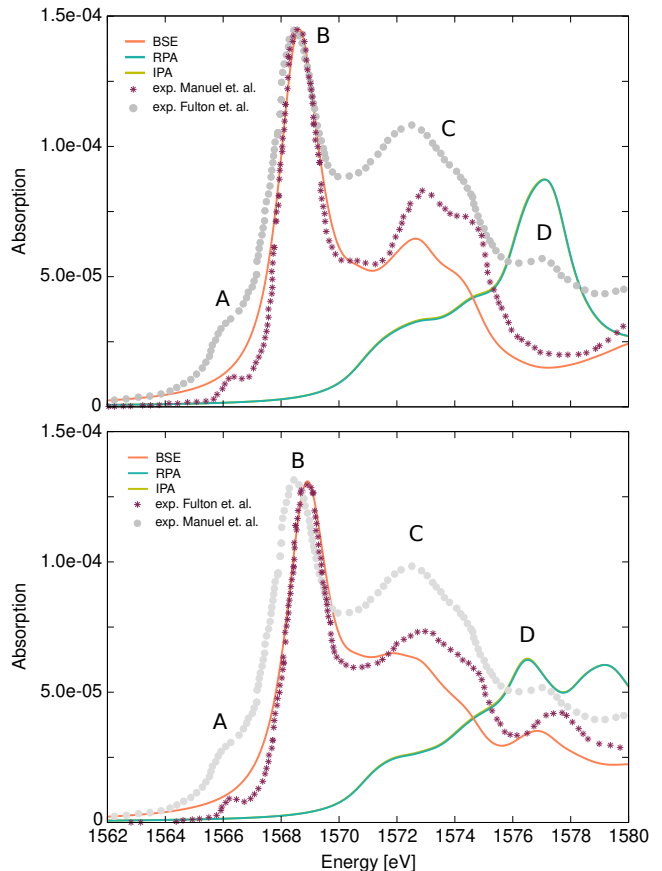 1.5e-04
B
BSE
RPA
IPA
exp. Manuel et. al.
exp. Fulton et. al.
C
1.0e-04
Absorption
D
5.0e-05
A
0
1.5e-04
B
BSE
RPA
IPA
exp. Fulton et. al.
exp. Manuel et. al.
C
1.0e-04
Absorption
D
5.0e-05
A
0
1562 1564 1566 1568 1570 1572 1574 1576 1578 1580
Energy [eV]